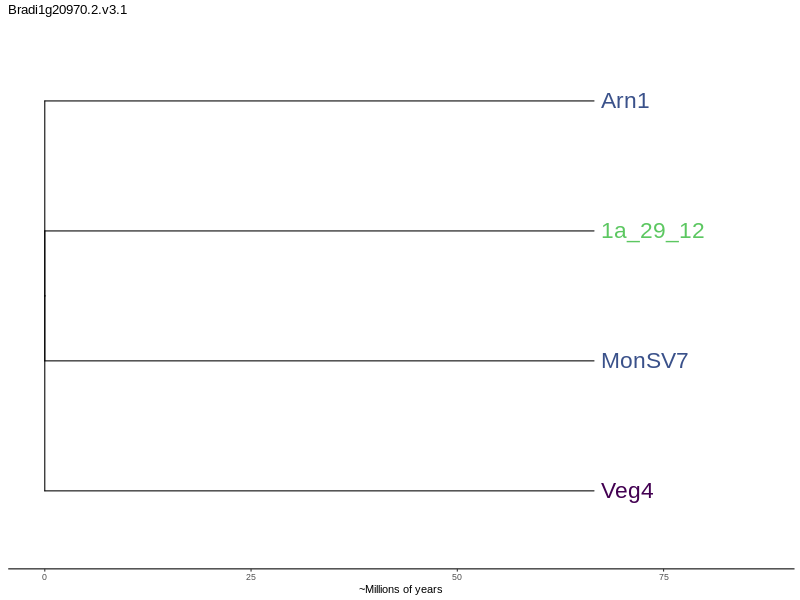 Bradi1g20970.2.v3.1
Arn1
1a_29_12
MonSV7
Veg4
0 25 50 75
~Millions of years